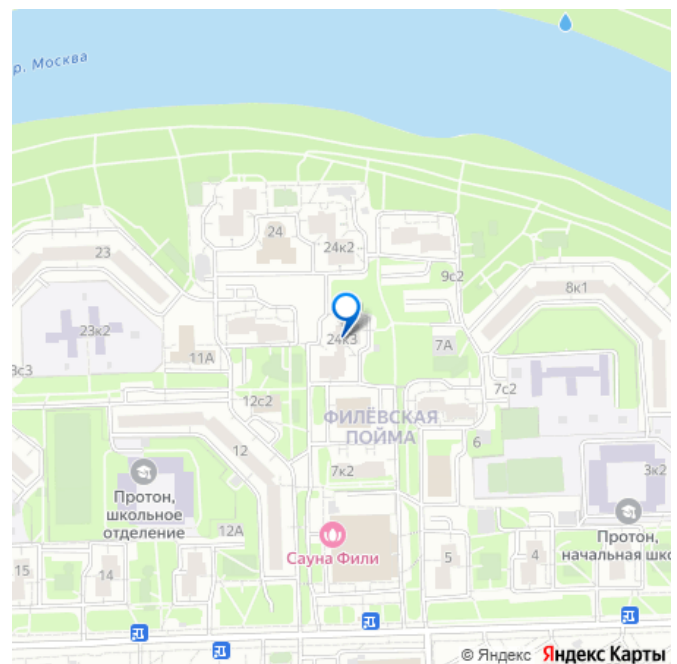 р. Москва
24
24к2
23
9с2
8к1
23к2
24к3
11А
7А
8с3
12с2
7с2
ФИЛЁВСКАЯ
ПОЙМА
12
6
7к2
3к2
Протон,
школьное
отделение
12А
Протон,
начальная шко
Сауна Фили
15
14
5
4
© Яндекс Яндекс Карты